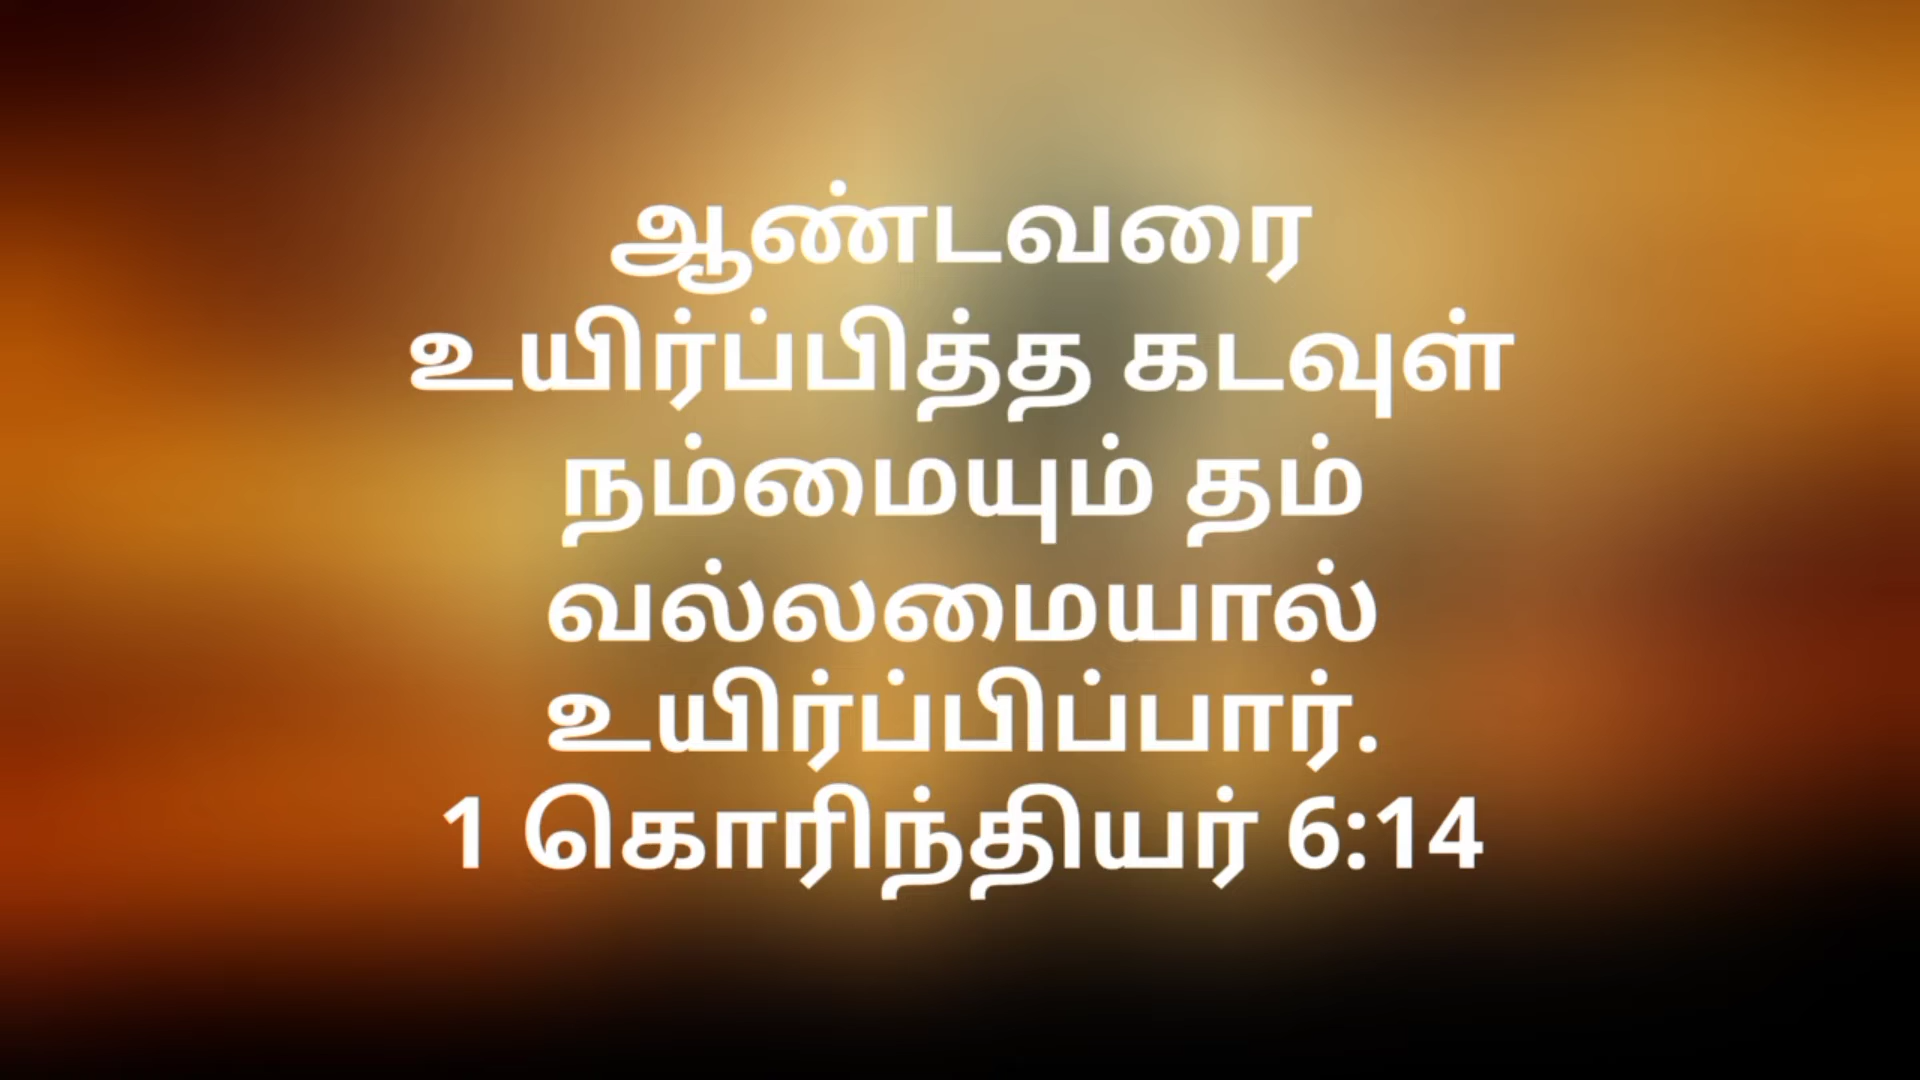 ஆண்டவரை
உயிர்ப்பித்த கடவுள்
நம்மையும் தம்
வல்லமையால்
உயிர்ப்பிப்பார்.
1 கொரிந்தியர் 6:14